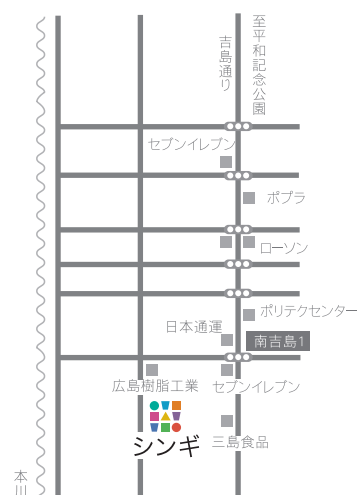 至平和記念公園
吉島通り
セブンイレブン
ポプラ
ローソン
ポリテクセンター
日本通運
南吉島1
広島樹脂工業
セブンイレブン
シンギ
三島食品
本川